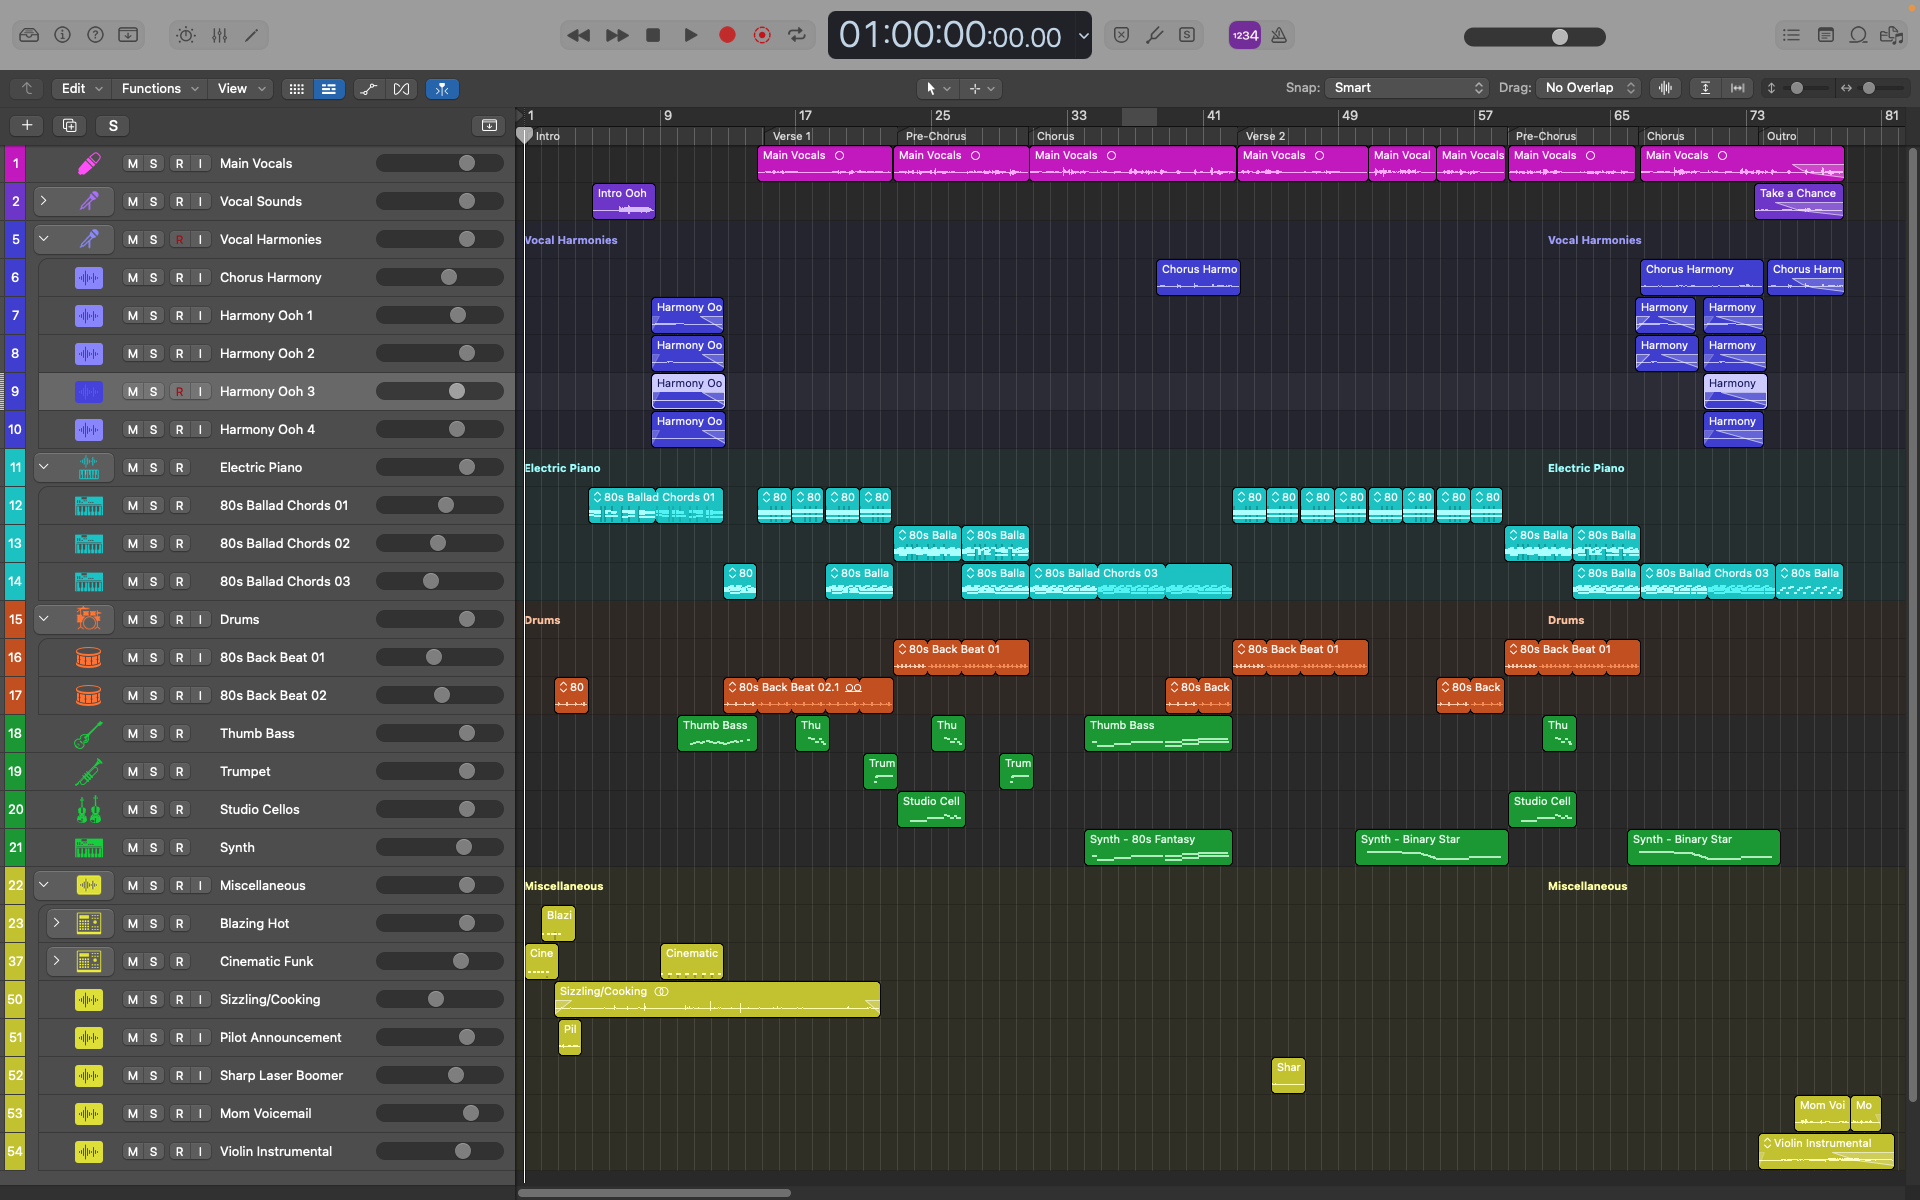 01:00:00:00.00
S
1234
Edit
Functions
View
Snap:
Smart
Drag:
No Overlap
S
1
9
17
25
33
41
49
57
65
73
81
Intro
Verse 1
Pre-Chorus
Chorus
Verse 2
Pre-Chorus
Chorus
Outro
1 M S R I Main Vocals
Main Vocals
Main Vocals
Main Vocals
Main Vocals
Main Vocal
Main Vocals
Main Vocals
Main Vocals
2 M S R I Vocal Sounds
Intro Ooh
Take a Chance
5 M S R I Vocal Harmonies
Vocal Harmonies
Vocal Harmonies
6 M S R I Chorus Harmony
Chorus Harmo
Chorus Harmony
Chorus Harm
7 M S R I Harmony Ooh 1
Harmony Oo
Harmony
Harmony
8 M S R I Harmony Ooh 2
Harmony Oo
Harmony
Harmony
9 M S R I Harmony Ooh 3
Harmony Oo
Harmony
10 M S R I Harmony Ooh 4
Harmony Oo
Harmony
11 M S R Electric Piano
Electric Piano
Electric Piano
12 M S R 80s Ballad Chords 01
80s Ballad Chords 01
80
80
80
80
80
80
80
80
80
80
80
80
13 M S R 80s Ballad Chords 02
80s Balla
80s Balla
80s Balla
80s Balla
14 M S R 80s Ballad Chords 03
80
80s Balla
80s Balla
80s Ballad Chords 03
80s Balla
80s Ballad Chords 03
80s Balla
15 M S R Drums
Drums
Drums
16 M S R 80s Back Beat 01
80s Back Beat 01
80s Back Beat 01
80s Back Beat 01
17 M S R 80s Back Beat 02
80
80s Back Beat 02.1
80s Back
80s Back
18 M S R Thumb Bass
Thumb Bass
Thu
Thu
Thumb Bass
Thu
19 M S R Trumpet
Trum
Trum
20 M S R Studio Cellos
Studio Cell
Studio Cell
21 M S R Synth
Synth - 80s Fantasy
Synth - Binary Star
Synth - Binary Star
22 M S R I Miscellaneous
Miscellaneous
Miscellaneous
23 M S R Blazing Hot
Blazi
37 M S R Cinematic Funk
Cine
Cinematic
50 M S R I Sizzling/Cooking
Sizzling/Cooking
51 M S R I Pilot Announcement
Pil
52 M S R I Sharp Laser Boomer
Shar
53 M S R I Mom Voicemail
Mom Voi
Mo
54 M S R I Violin Instrumental
Violin Instrumental